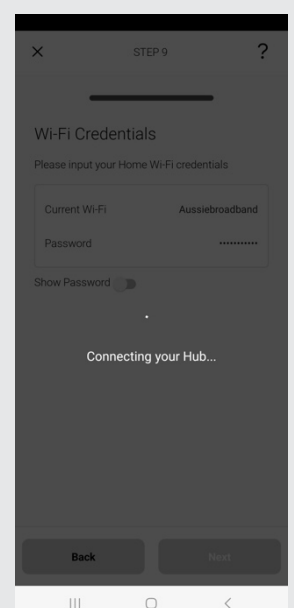 STEP 9 ?
Wi-Fi Credentials
Please input your Home Wi-Fi credentials
Current Wi-Fi Aussiebroadband
Password •••••••••••
Show Password
Connecting your Hub...
Back Next